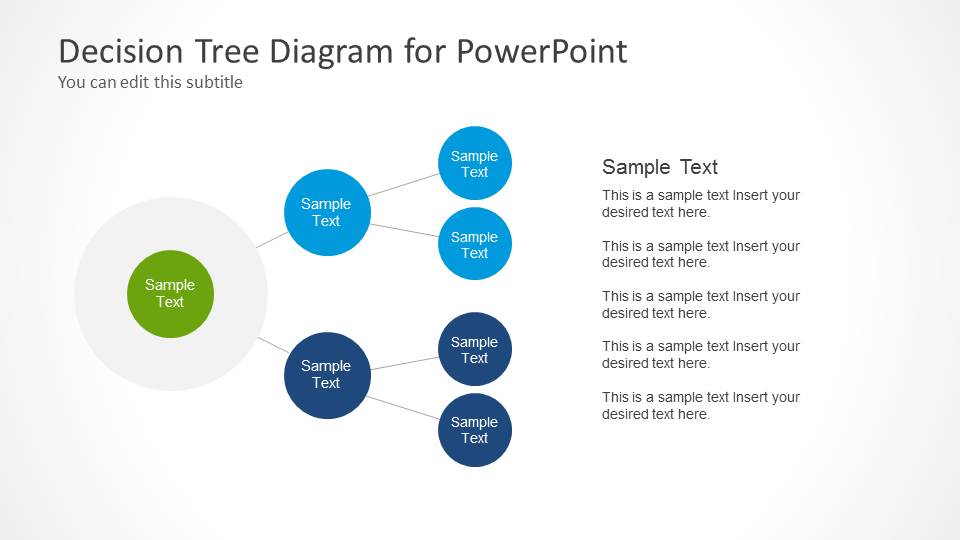 Decision Tree Diagram for PowerPoint
You can edit this subtitle
Sample
Text
Sample
Text
Sample
Text
Sample
Text
Sample
Text
Sample
Text
Sample
Text
Sample Text
This is a sample text Insert your
desired text here.
This is a sample text Insert your
desired text here.
This is a sample text Insert your
desired text here.
This is a sample text Insert your
desired text here.
This is a sample text Insert your
desired text here.